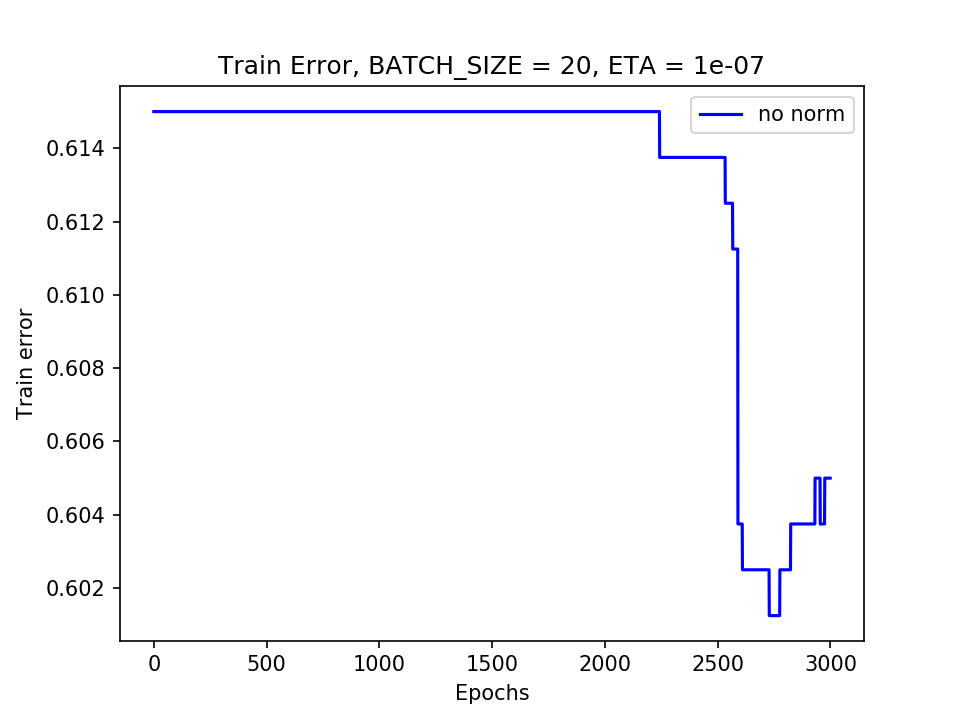 Train Error, BATCH_SIZE = 20, ETA = 1e-07
no norm
Train error
0.614
0.612
0.610
0.608
0.606
0.604
0.602
0 500 1000 1500 2000 2500 3000
Epochs